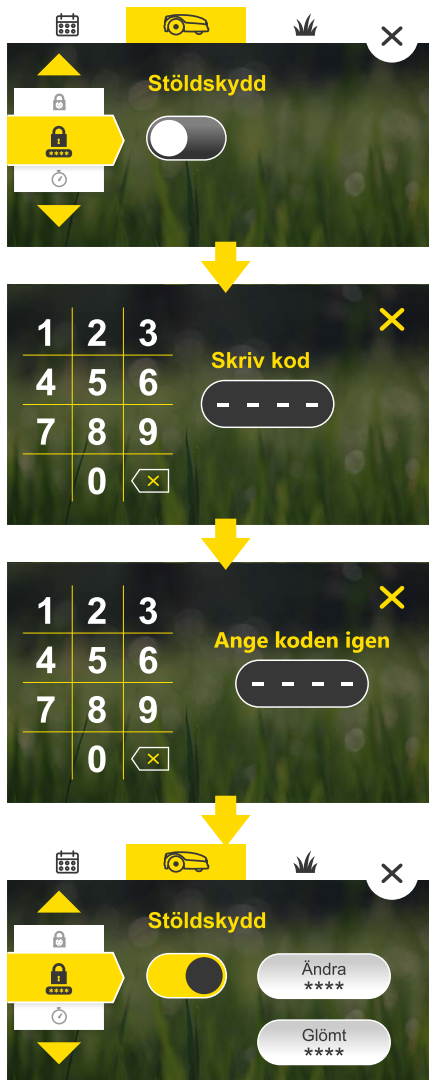 Stöldskydd
****
1 2 3
Skriv kod
4 5 6
- - - -
7 8 9
0
1 2 3
Ange koden igen
4 5 6
- - - -
7 8 9
0
Stöldskydd
Ändra
****
****
Glömt
****